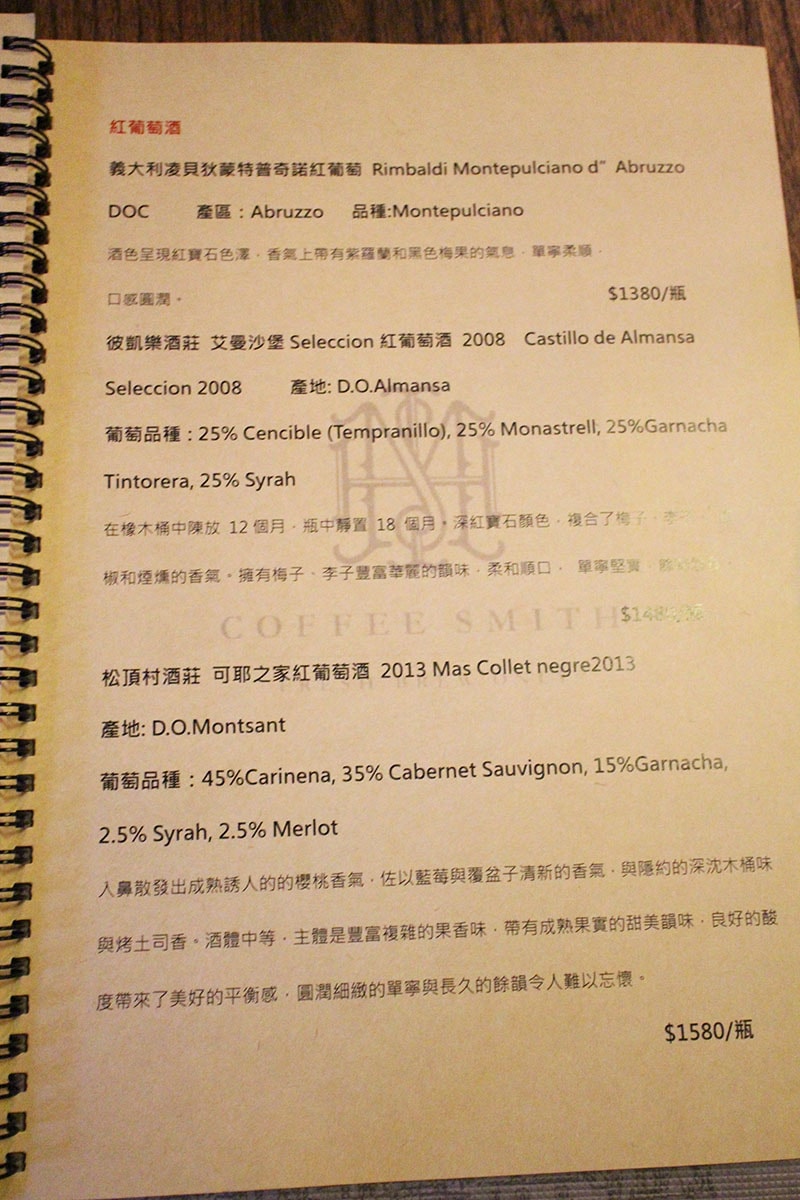 紅葡萄酒
義大利凌貝狄蒙特普奇諾紅葡萄 Rimbaldi Montepulciano d" Abruzzo
DOC 產區：Abruzzo 品種:Montepulciano
酒色呈現紅寶石色澤，香氣上帶有紫羅蘭和黑色梅果的氣息，單寧柔順，
口感圓潤。
$1380/瓶
彼凱樂酒莊 艾曼沙堡 Seleccion 紅葡萄酒 2008 Castillo de Almansa
Seleccion 2008 產地: D.O.Almansa
葡萄品種：25% Cencible (Tempranillo), 25% Monastrell, 25%Garnacha
Tintorera, 25% Syrah
在橡木桶中陳放 12 個月，瓶中靜置 18 個月。深紅寶石顏色，複合了梅子、李
椒和煙燻的香氣。擁有梅子、李子豐富華麗的韻味，柔和順口， 單寧堅實，
COFFEE SMITH
松頂村酒莊 可耶之家紅葡萄酒 2013 Mas Collet negre2013
產地: D.O.Montsant
葡萄品種：45%Carinena, 35% Cabernet Sauvignon, 15%Garnacha,
2.5% Syrah, 2.5% Merlot
入鼻散發出成熟誘人的的櫻桃香氣，佐以藍莓與覆盆子清新的香氣，與隱約的深沈木桶味
與烤土司香。酒體中等，主體是豐富複雜的果香味，帶有成熟果實的甜美韻味，良好的酸
度帶來了美好的平衡感，圓潤細緻的單寧與長久的餘韻令人難以忘懷。
$1580/瓶